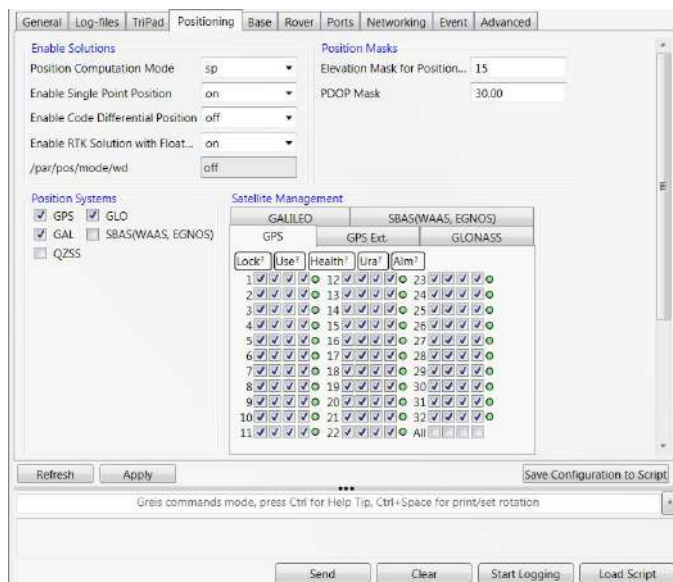 General Log-files TriPad Positioning Base Rover Ports Networking Event Advanced
Enable Solutions
Position Computation Mode sp
Enable Single Point Position on
Enable Code Differential Position off
Enable RTK Solution with Float... on
/par/pos/mode/wd off
Position Masks
Elevation Mask for Position... 15
PDOP Mask 30.00
Position Systems
GPS GLO
GAL SBAS(WAAS, EGNOS)
QZSS
Satellite Management
GALILEO SBAS(WAAS, EGNOS)
GPS GPS Ext. GLONASS
Lock? Use? Health? Ura? Alm?
1 12 23
2 13 24
3 14 25
4 15 26
5 16 27
6 17 28
7 18 29
8 19 30
9 20 31
10 21 32
11 22 All
Refresh Apply Save Configuration to Script
Greis commands mode, press Ctrl for Help Tip, Ctrl+Space for print/set rotation
Send Clear Start Logging Load Script